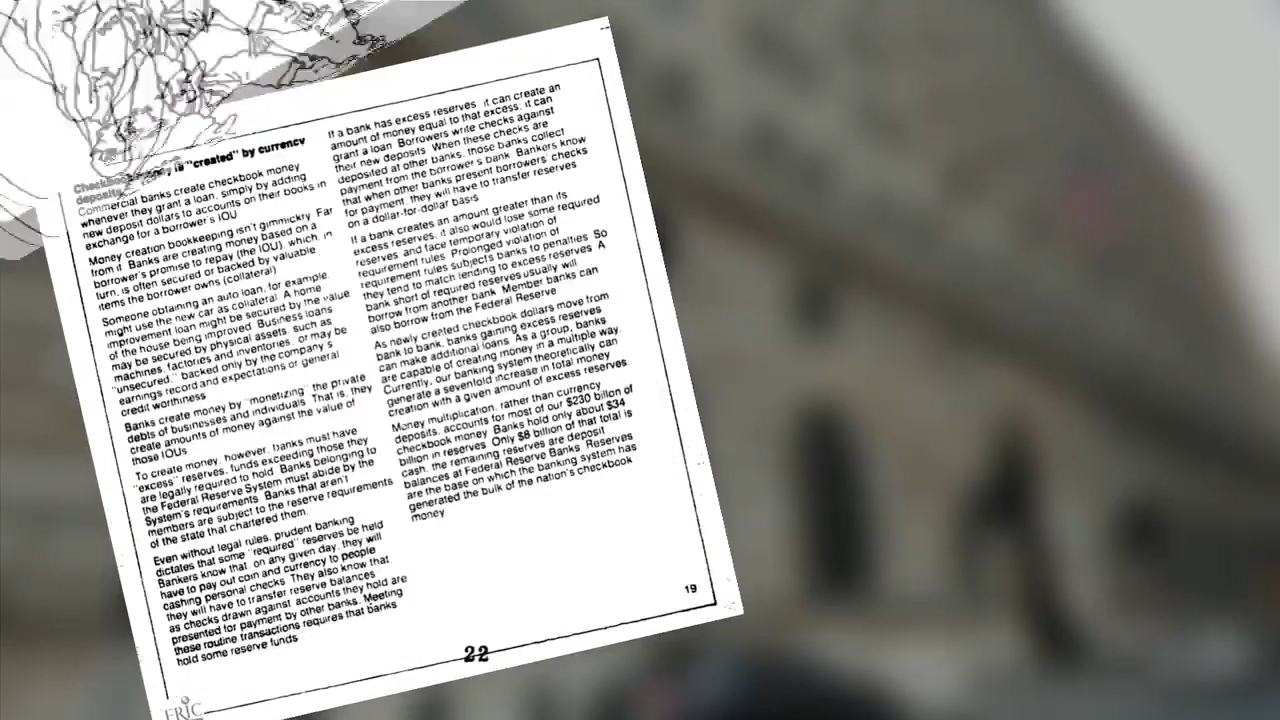 is "created" by currency
deposits
Commercial banks create checkbook money
whenever they grant a loan, simply by adding
new deposit dollars to accounts on their books in
exchange for a borrower's IOU
Money creation bookkeeping isn't gimmickry Far
from it Banks are creating money based on a
borrower's promise to repay (the IOU), which, in
turn, is often secured or backed by valuable
items the borrower owns (collateral)
Someone obtaining an auto loan, for example,
might use the new car as collateral A home
improvement loan might be secured by the value
of the house being improved Business loans
may be secured by physical assets, such as
machines, factories and inventories, or may be
"unsecured," backed only by the company's
earnings record and expectations or general
credit worthiness
Banks create money by "monetizing" the private
debts of businesses and individuals That is, they
create amounts of money against the value of
those IOUs
To create money, however, banks must have
"excess" reserves, funds exceeding those they
are legally required to hold Banks belonging to
the Federal Reserve System must abide by the
System's requirements Banks that aren't
members are subject to the reserve requirements
of the state that chartered them.
Even without legal rules, prudent banking
dictates that some "required" reserves be held
Bankers know that, on any given day, they will
have to pay out coin and currency to people
cashing personal checks They also know that
they will have to transfer reserve balances
as checks drawn against accounts they hold are
presented for payment by other banks. Meeting
these routine transactions requires that banks
hold some reserve funds
If a bank has excess reserves it can create an
amount of money equal to that excess, it can
grant a loan Borrowers write checks against
their new deposits When these checks are
deposited at other banks, those banks collect
payment from the borrower's bank Bankers know
that when other banks present borrowers' checks
for payment, they will have to transfer reserves
on a dollar-for-dollar basis
If a bank creates an amount greater than its
excess reserves, it also would lose some required
reserves and face temporary violation of
requirement rules Prolonged violation of
requirement rules subjects banks to penalties So
they tend to match lending to excess reserves A
bank short of required reserves usually will
borrow from another bank Member banks can
also borrow from the Federal Reserve
As newly created checkbook dollars move from
bank to bank, banks gaining excess reserves
can make additional loans As a group, banks
are capable of creating money in a multiple way.
Currently, our banking system theoretically can
generate a sevenfold increase in total money
creation with a given amount of excess reserves.
Money multiplication, rather than currency
deposits, accounts for most of our $230 billion of
checkbook money Banks hold only about $34
billion in reserves Only $8 billion of that total is
cash, the remaining reserves are deposit
balances at Federal Reserve Banks Reserves
are the base on which the banking system has
generated the bulk of the nation's checkbook
money
19
22
ERIC